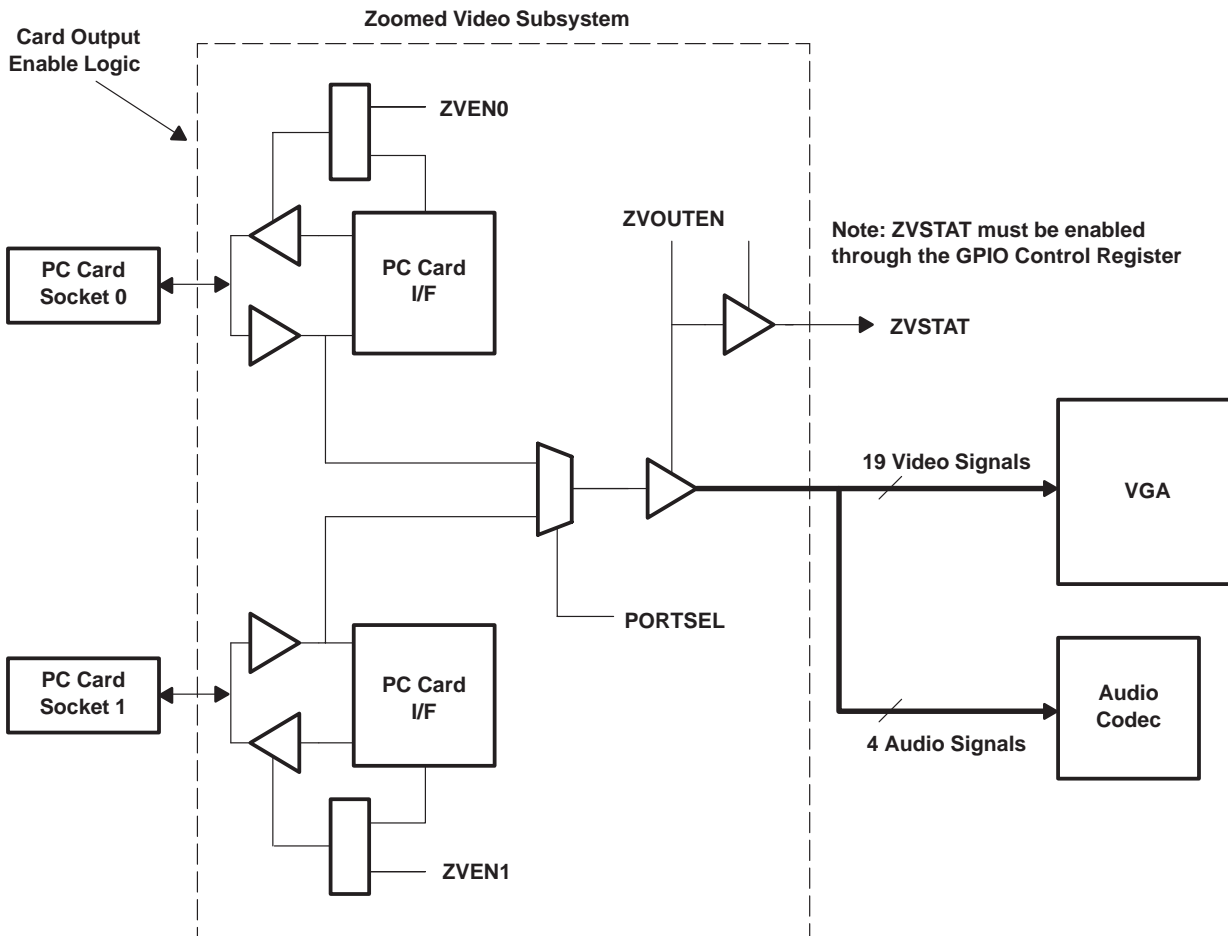 Zoomed Video Subsystem
Card Output
Enable Logic
ZVEN0
PC Card
Socket 0
PC Card
I/F
ZVOUTEN
Note: ZVSTAT must be enabled
through the GPIO Control Register
ZVSTAT
19 Video Signals
VGA
PORTSEL
PC Card
Socket 1
PC Card
I/F
Audio
Codec
4 Audio Signals
ZVEN1